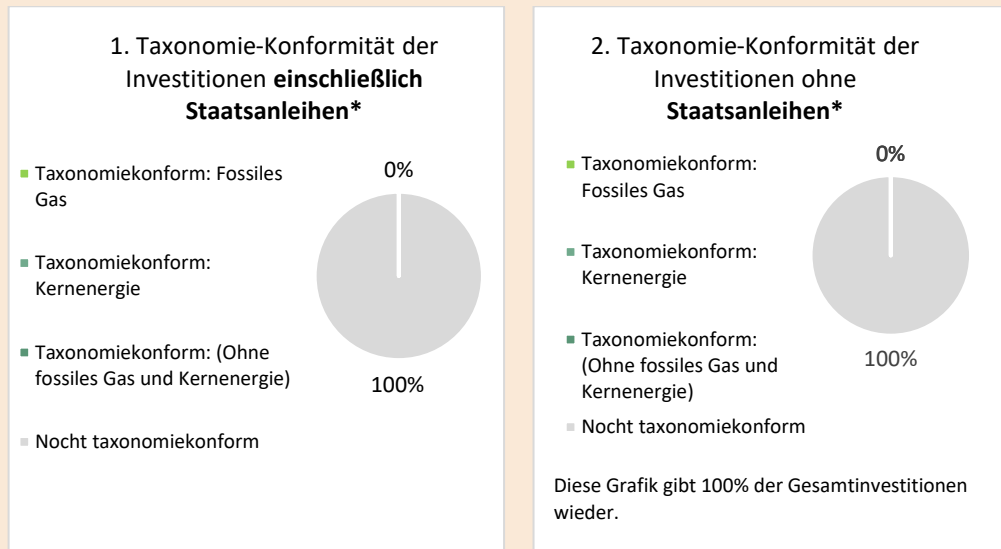 1. Taxonomie-Konformität der
Investitionen einschließlich
Staatsanleihen*
Taxonomiekonform: Fossiles
Gas
Taxonomiekonform:
Kernenergie
Taxonomiekonform: (Ohne
fossiles Gas und Kernenergie)
Nocht taxonomiekonform
0%
100%
2. Taxonomie-Konformität der
Investitionen ohne
Staatsanleihen*
Taxonomiekonform:
Fossiles Gas
Taxonomiekonform:
Kernenergie
Taxonomiekonform:
(Ohne fossiles Gas und
Kernenergie)
Nocht taxonomiekonform
0%
100%
Diese Grafik gibt 100% der Gesamtinvestitionen
wieder.